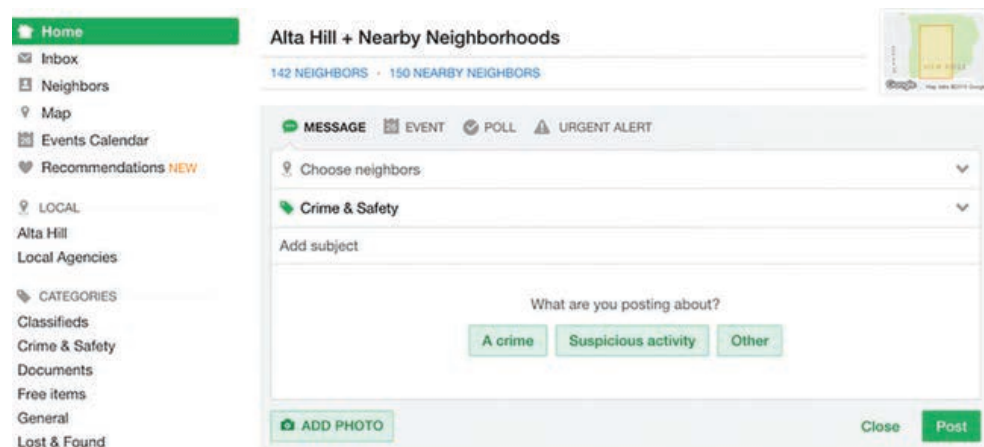 Home
Inbox
Neighbors
Map
Events Calendar
Recommendations NEW
LOCAL
Alta Hill
Local Agencies
CATEGORIES
Classifieds
Crime & Safety
Documents
Free items
General
Lost & Found
Alta Hill + Nearby Neighborhoods
142 NEIGHBORS · 150 NEARBY NEIGHBORS
Google
MESSAGE EVENT POLL URGENT ALERT
Choose neighbors
Crime & Safety
Add subject
What are you posting about?
A crime Suspicious activity Other
ADD PHOTO Close Post